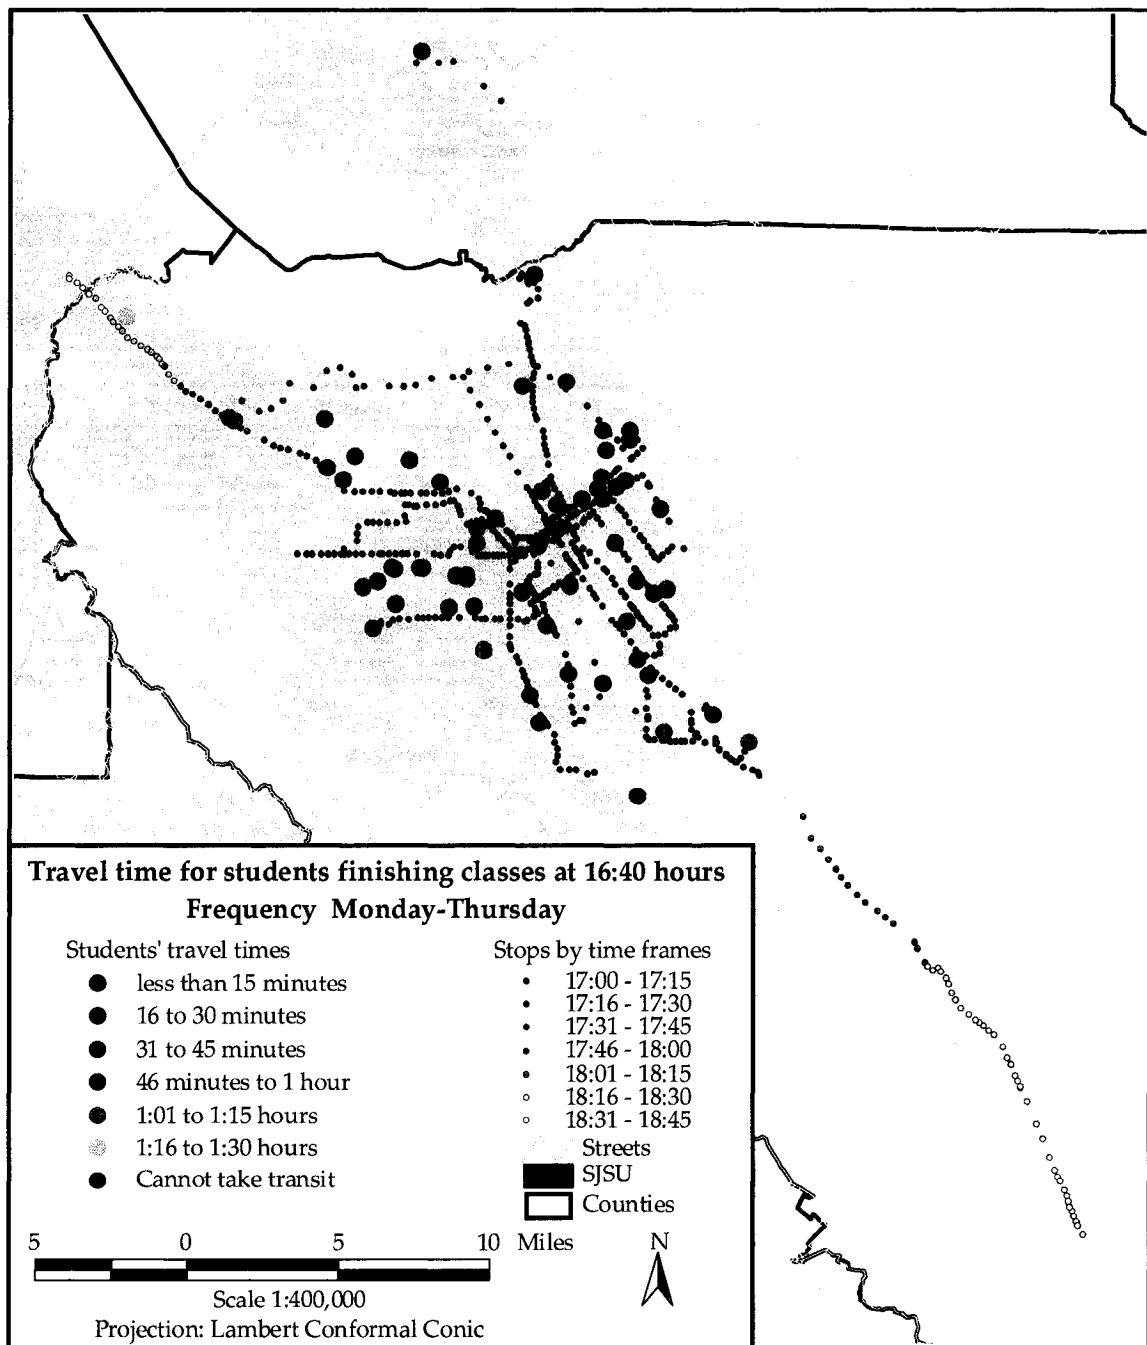 Travel time for students finishing classes at 16:40 hours
Frequency Monday-Thursday
Students' travel times
less than 15 minutes
16 to 30 minutes
31 to 45 minutes
46 minutes to 1 hour
1:01 to 1:15 hours
1:16 to 1:30 hours
Cannot take transit
Stops by time frames
17:00 - 17:15
17:16 - 17:30
17:31 - 17:45
17:46 - 18:00
18:01 - 18:15
18:16 - 18:30
18:31 - 18:45
Streets
SJSU
Counties
5 0 5 10 Miles
N
Scale 1:400,000
Projection: Lambert Conformal Conic